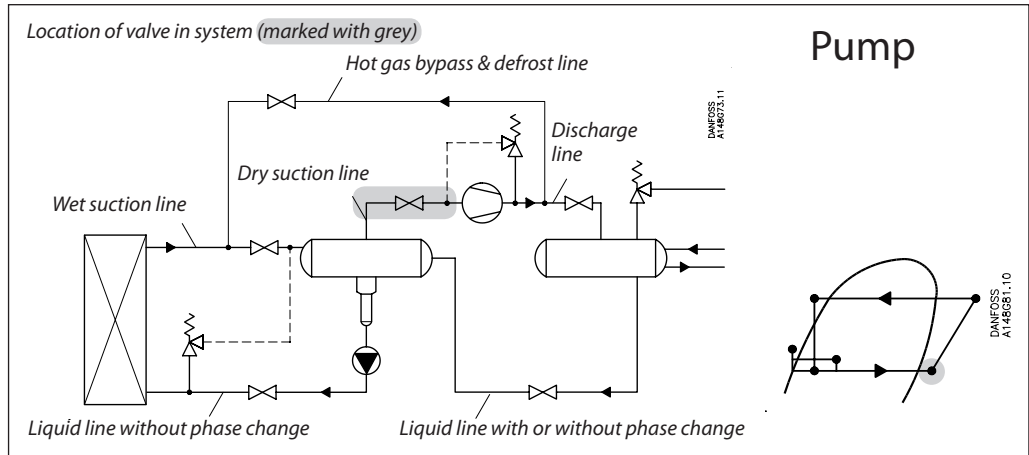 Location of valve in system (marked with grey)
Pump
Hot gas bypass & defrost line
DANFOSS
A148G73.11
Discharge
line
Dry suction line
Wet suction line
DANFOSS
A148G81.10
Liquid line without phase change
Liquid line with or without phase change